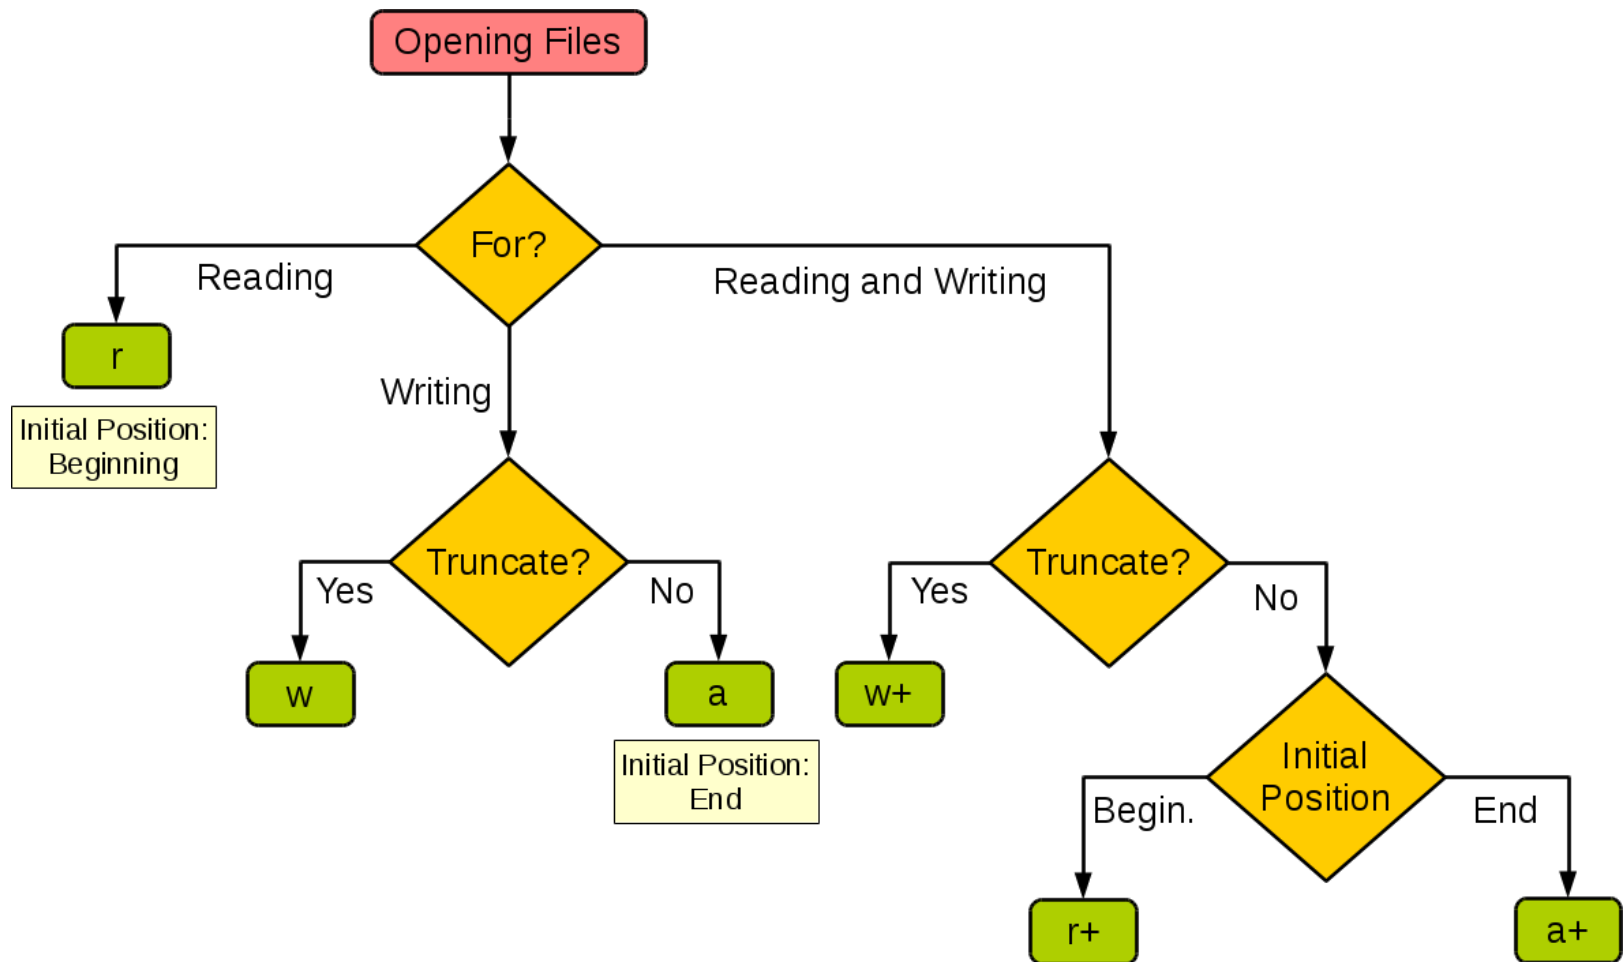 Opening Files
For?
Reading
Reading and Writing
r
Writing
Initial Position:
Beginning
Truncate?
Truncate?
Yes
No
Yes
No
w
a
w+
Initial Position:
End
Initial
Position
Begin.
End
r+
a+